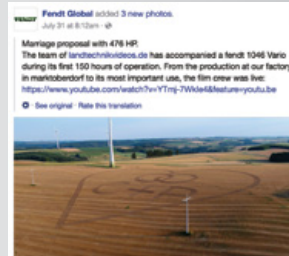 Fendt Global added 3 new photos.
July 31 at 8:12am ·
Marriage proposal with 476 HP.
The team of landtechnikvideos.de has accompanied a fendt 1046 Vario
during its first 150 hours of operation. From the production at our factory
in marktoberdorf to its most important use, the film crew was live:
https://www.youtube.com/watch?v=YTmj-7Wkle4&feature=youtu.be
· See original · Rate this translation